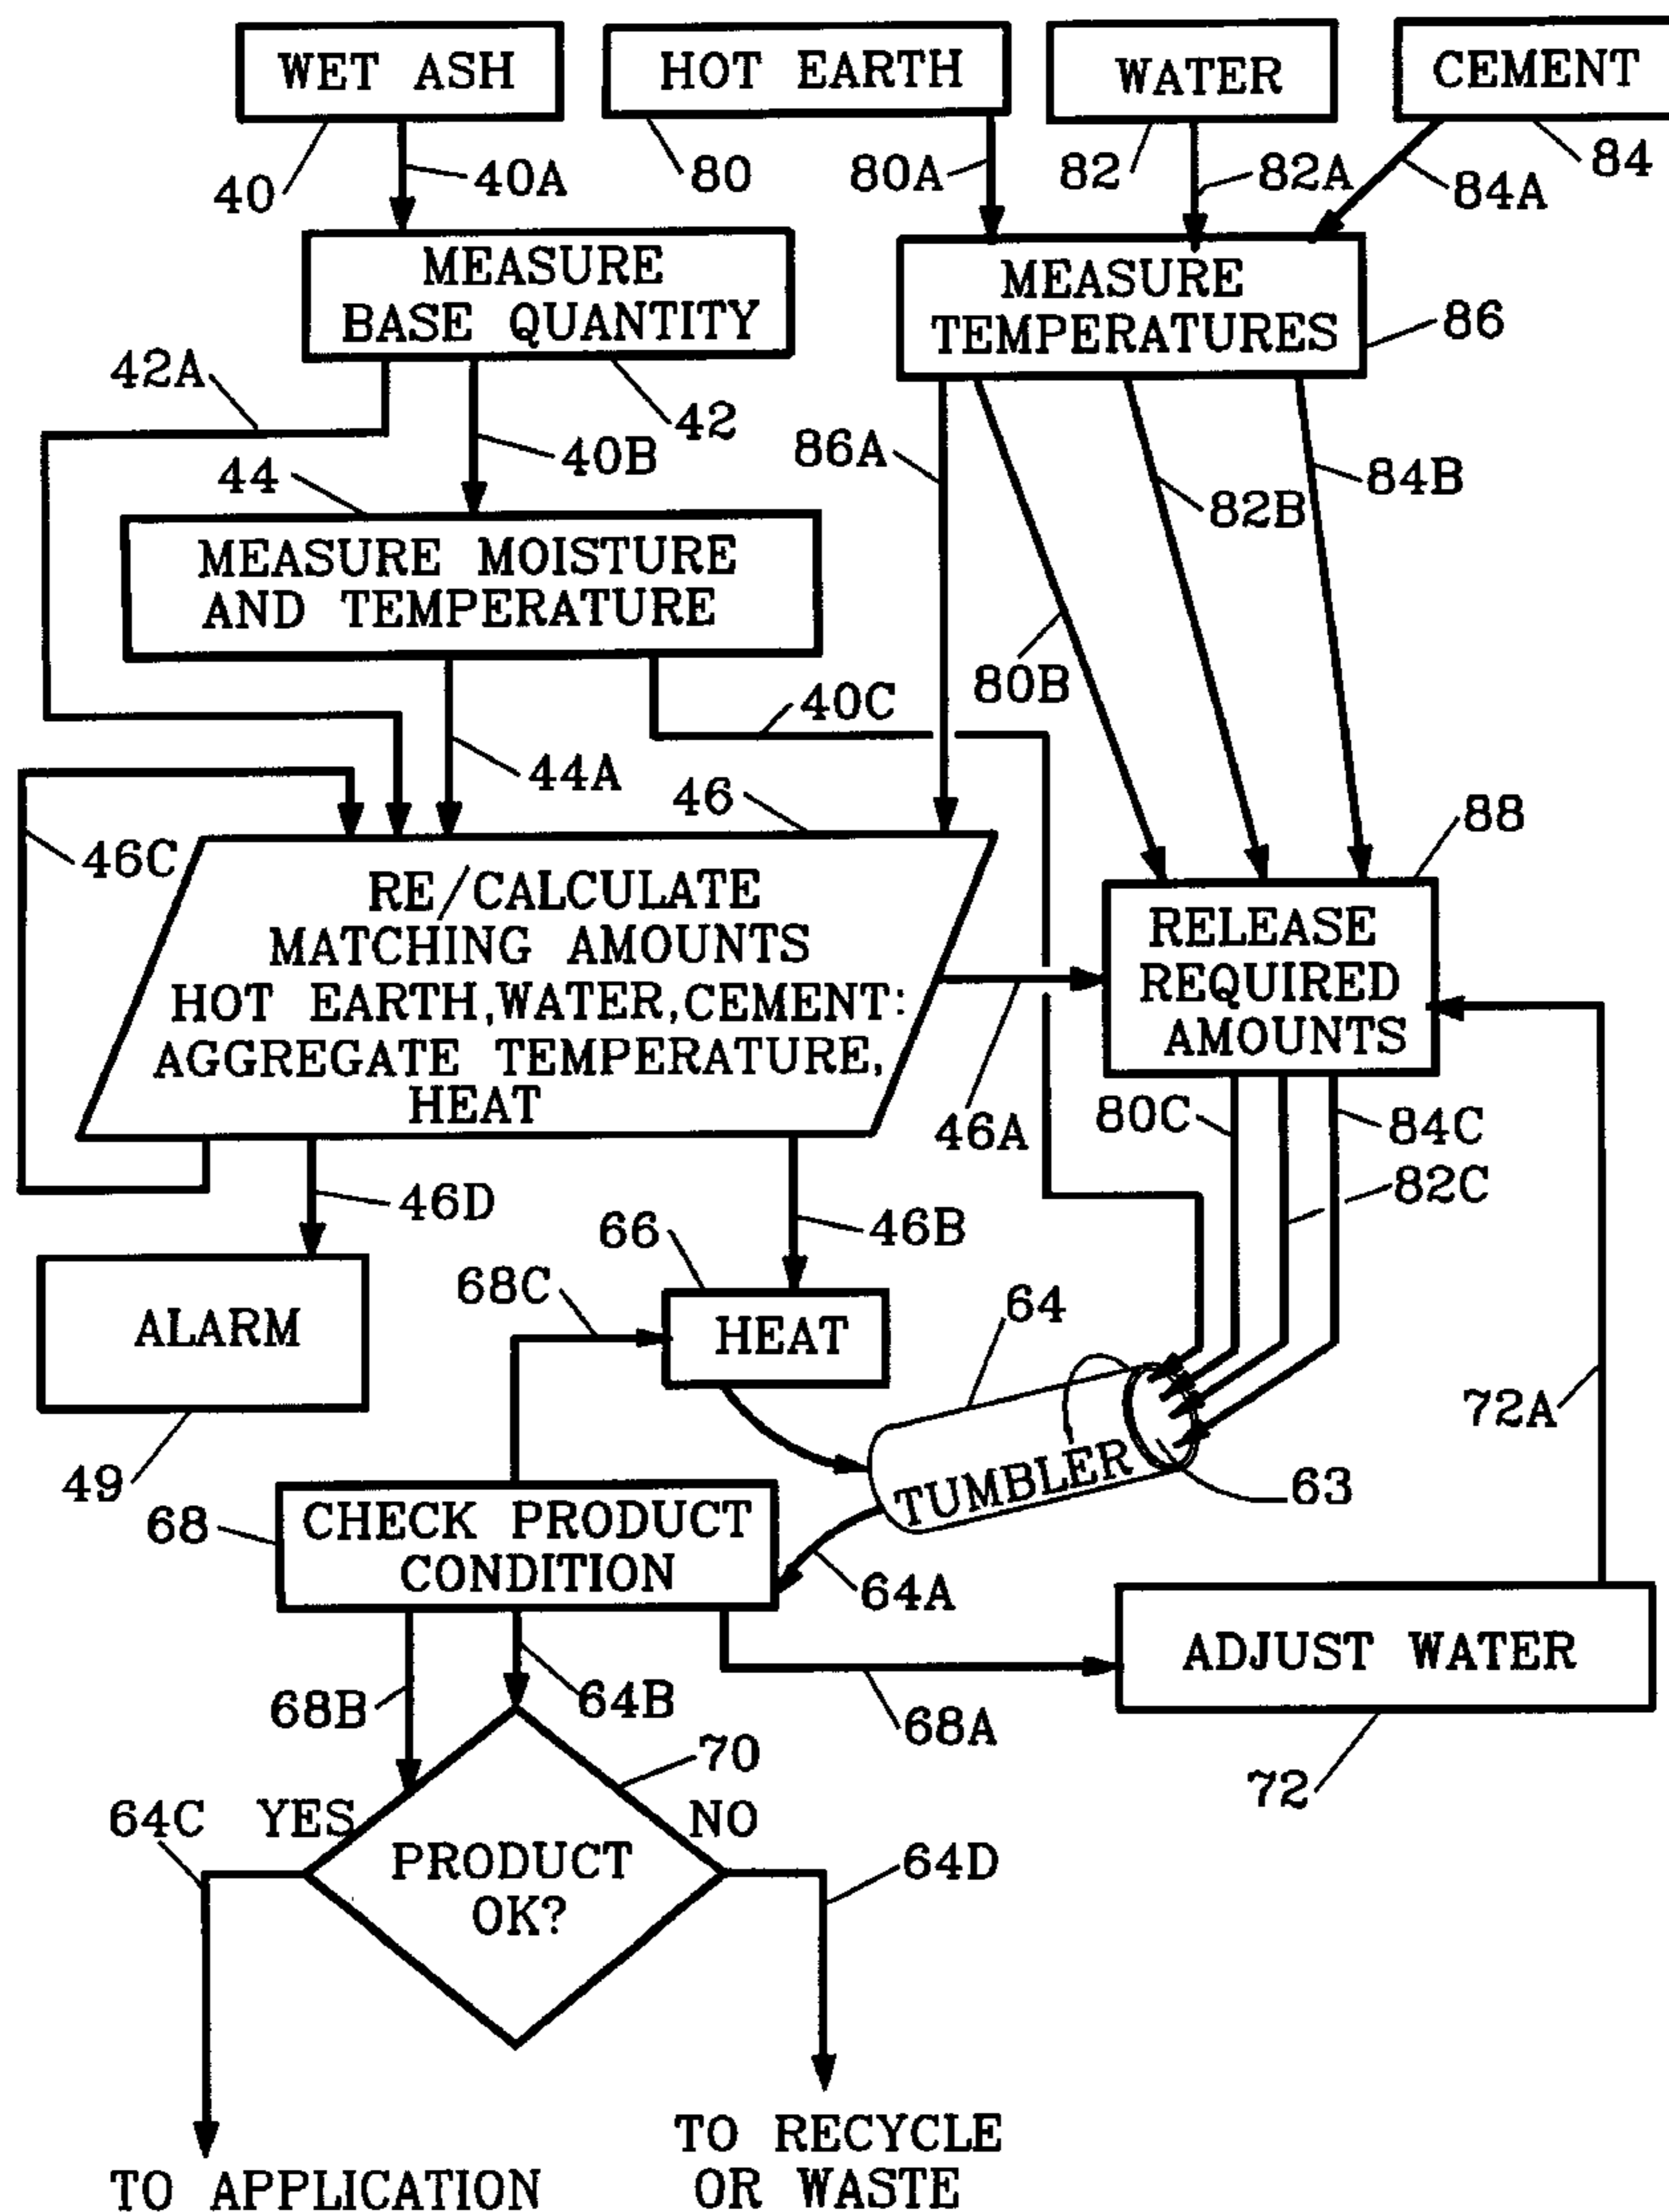 WET ASH
HOT EARTH
WATER
CEMENT
40
40A
80
80A
82
82A
84A
84
MEASURE
BASE QUANTITY
MEASURE
TEMPERATURES
86
42A
42
40B
86A
44
82B
84B
MEASURE MOISTURE
AND TEMPERATURE
80B
40C
44A
46
88
46C
RE/CALCULATE
MATCHING AMOUNTS
HOT EARTH,WATER,CEMENT:
AGGREGATE TEMPERATURE,
HEAT
RELEASE
REQUIRED
AMOUNTS
46A
80C
84C
82C
46D
46B
66
68C
64
ALARM
HEAT
72A
49
TUMBLER
63
68
CHECK PRODUCT
CONDITION
64A
ADJUST WATER
68B
64B
68A
70
72
64C
YES
NO
PRODUCT
OK?
64D
TO APPLICATION
TO RECYCLE
OR WASTE